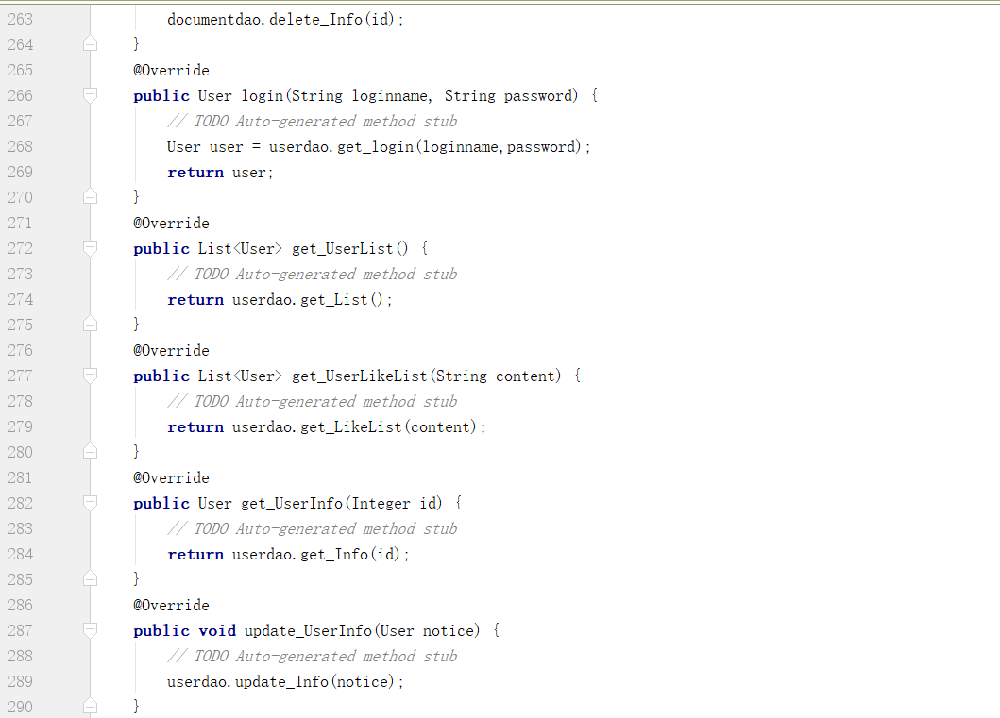 263 documentdao.delete_Info(id);
264 }
265 @Override
266 public User login(String loginname, String password) {
267 // TODO Auto-generated method stub
268 User user = userdao.get_login(loginname,password);
269 return user;
270 }
271 @Override
272 public List<User> get_UserList() {
273 // TODO Auto-generated method stub
274 return userdao.get_List();
275 }
276 @Override
277 public List<User> get_UserLikeList(String content) {
278 // TODO Auto-generated method stub
279 return userdao.get_LikeList(content);
280 }
281 @Override
282 public User get_UserInfo(Integer id) {
283 // TODO Auto-generated method stub
284 return userdao.get_Info(id);
285 }
286 @Override
287 public void update_UserInfo(User notice) {
288 // TODO Auto-generated method stub
289 userdao.update_Info(notice);
290 }